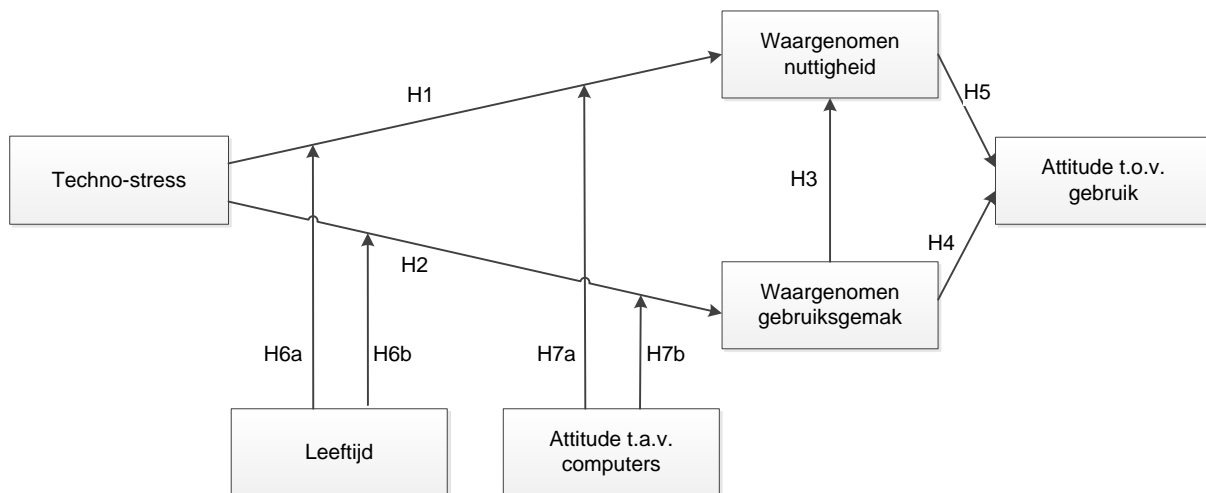 Waargenomen
nuttigheid
H1
H5
Techno-stress
Attitude t.o.v.
gebruik
H3
H2
H4
Waargenomen
gebruiksgemak
H6a
H6b
H7a
H7b
Leeftijd
Attitude t.a.v.
computers